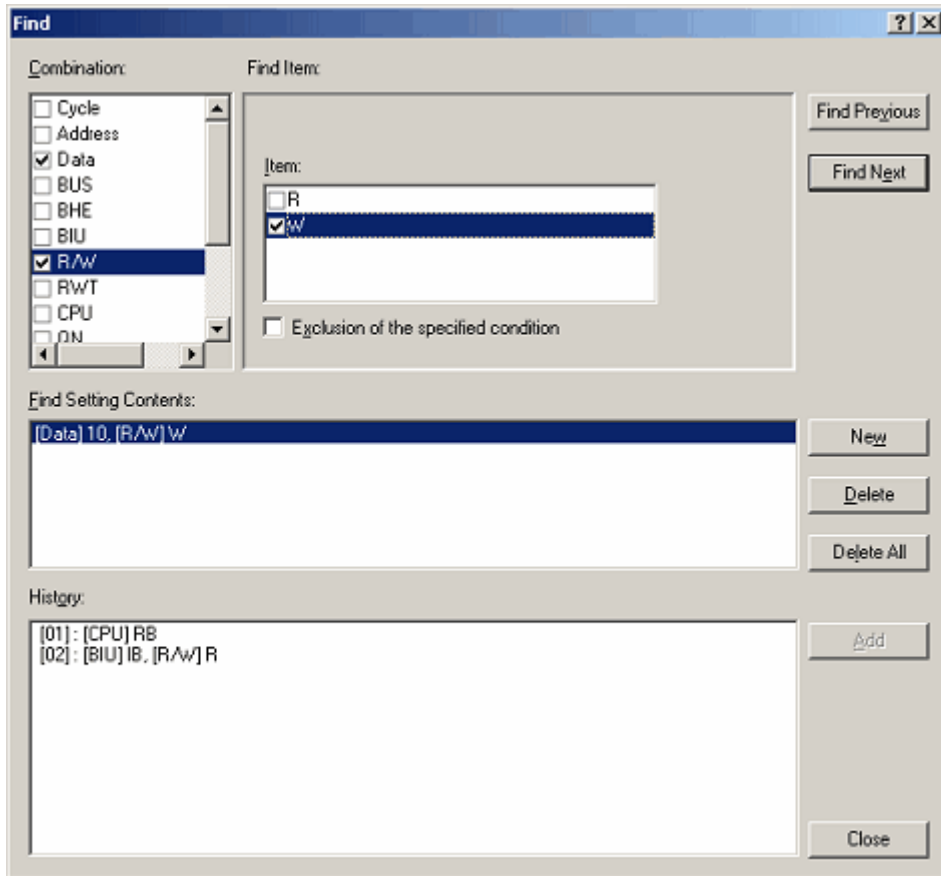 Find
Combination:
Find Item:
Cycle
Address
Data
BUS
BHE
BIU
R/W
RWT
CPU
QN
Item:
R
W
Exclusion of the specified condition
Find Previous
Find Next
Find Setting Contents:
[Data] 10, [R/W] W
New
Delete
Delete All
History:
[01] : [CPU] RB
[02] : [BIU] IB, [R/W] R
Add
Close